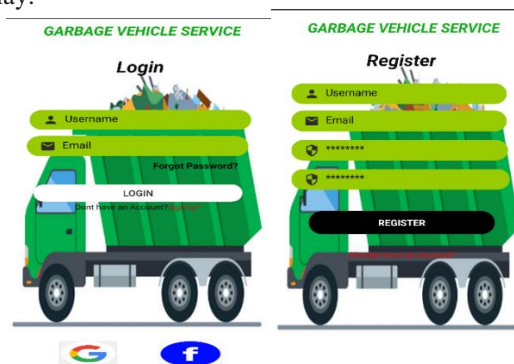 GARBAGE VEHICLE SERVICE
Login
Username
Email
Forgot Password?
LOGIN
Dont have an Account?
GARBAGE VEHICLE SERVICE
Register
Username
Email
********
********
REGISTER